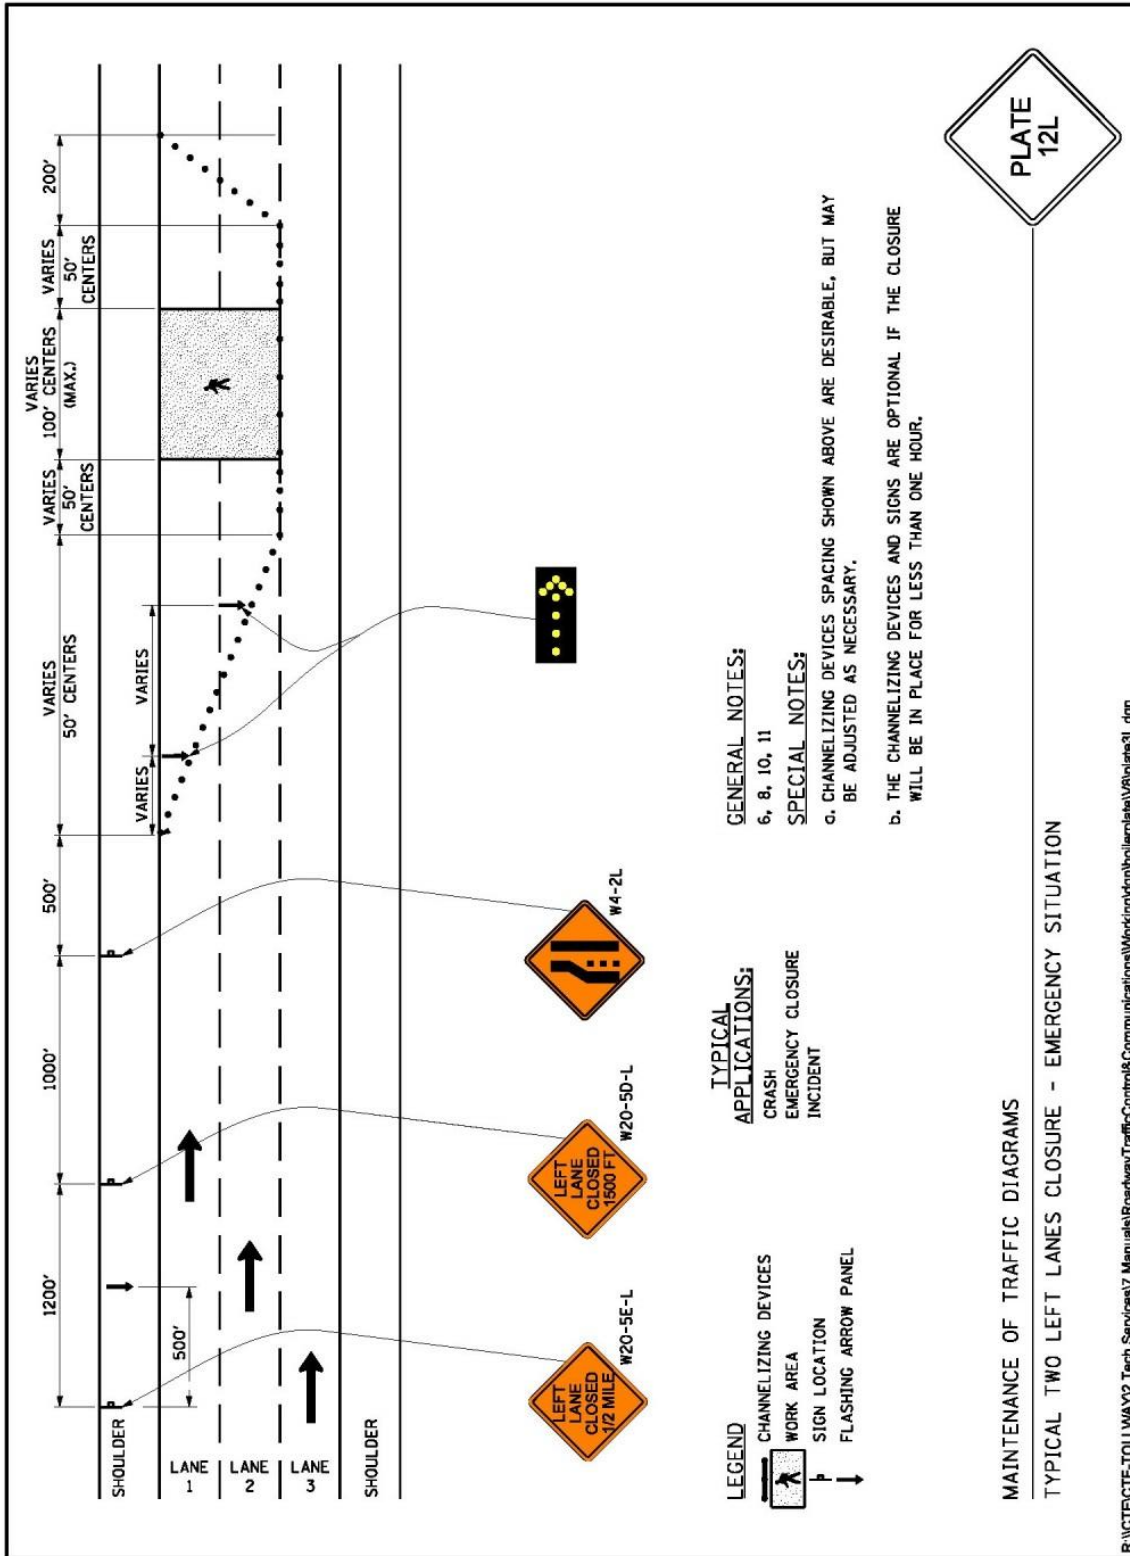 1200'
1000'
500'
VARIES
50' CENTERS
VARIES
50'
CENTERS
VARIES
100' CENTERS
(MAX.)
VARIES
50'
CENTERS
200'
500'
VARIES
VARIES
SHOULDER
LANE
1
LANE
2
LANE
3
SHOULDER
LEFT
LANE
CLOSED
1/2 MILE
W20-5E-L
LEFT
LANE
CLOSED
1500 FT
W20-5D-L
W4-2L
LEGEND
CHANNELIZING DEVICES
WORK AREA
SIGN LOCATION
FLASHING ARROW PANEL
TYPICAL
APPLICATIONS:
CRASH
EMERGENCY CLOSURE
INCIDENT
GENERAL NOTES:
6, 8, 10, 11
SPECIAL NOTES:
a. CHANNELIZING DEVICES SPACING SHOWN ABOVE ARE DESIRABLE, BUT MAY
BE ADJUSTED AS NECESSARY.
b. THE CHANNELIZING DEVICES AND SIGNS ARE OPTIONAL IF THE CLOSURE
WILL BE IN PLACE FOR LESS THAN ONE HOUR.
MAINTENANCE OF TRAFFIC DIAGRAMS
TYPICAL TWO LEFT LANES CLOSURE - EMERGENCY SITUATION
PLATE
12L